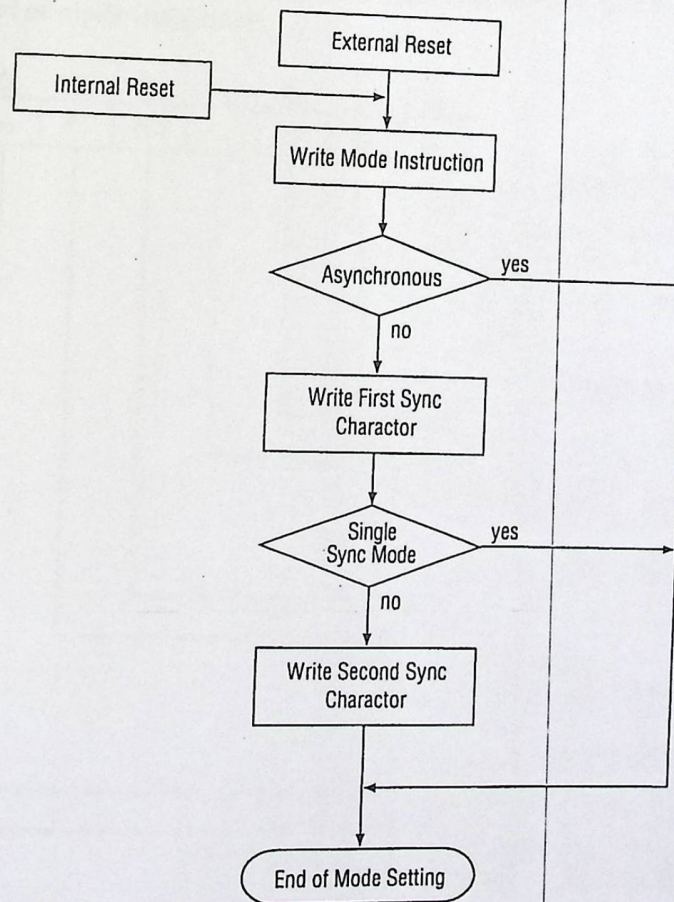 External Reset
Internal Reset
Write Mode Instruction
Asynchronous
yes
no
Write First Sync
Charactor
Single
Sync Mode
yes
no
Write Second Sync
Charactor
End of Mode Setting